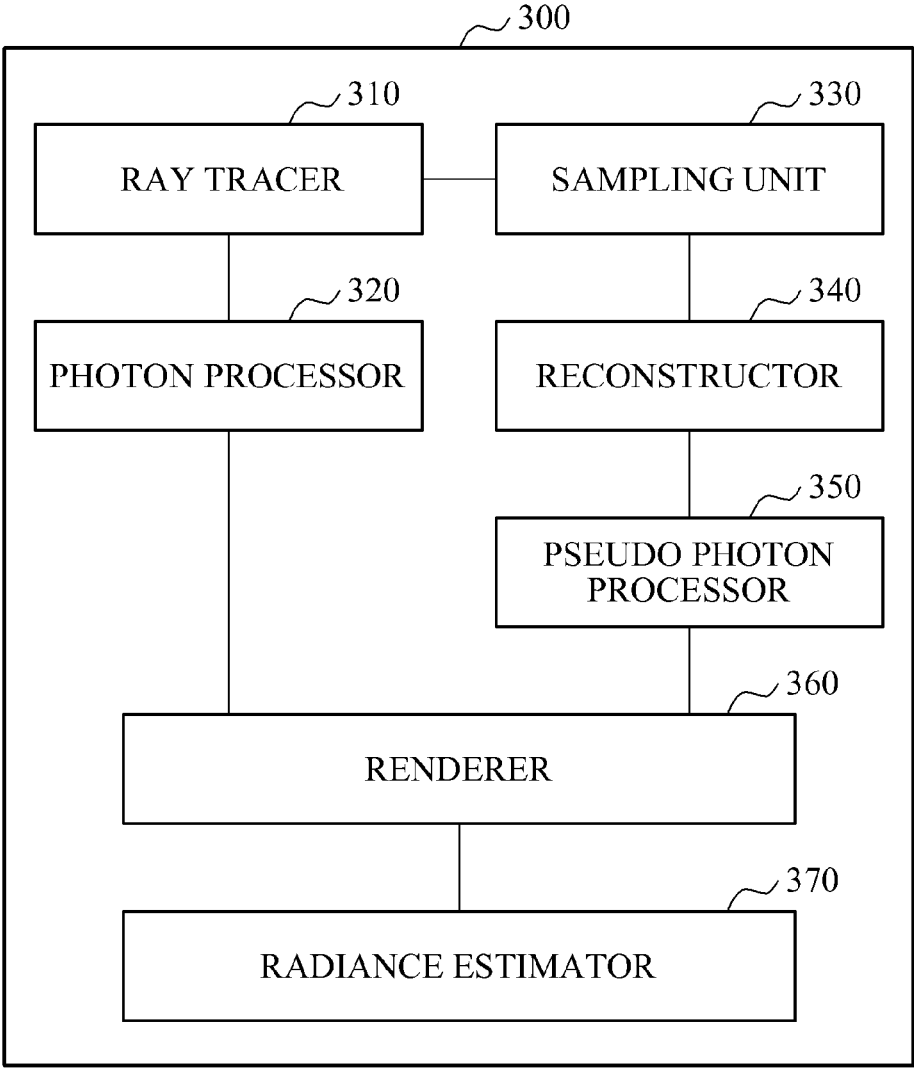 300
310
RAY TRACER
330
SAMPLING UNIT
320
PHOTON PROCESSOR
340
RECONSTRUCTOR
350
PSEUDO PHOTON
PROCESSOR
360
RENDERER
370
RADIANCE ESTIMATOR